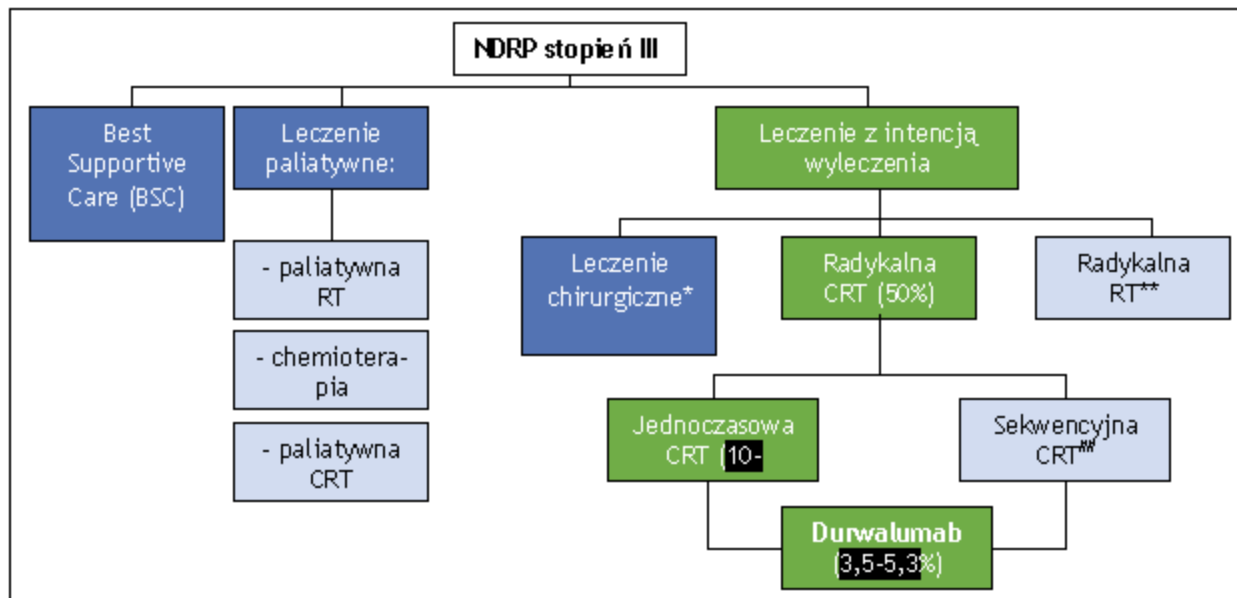 NDRP stopień III
Best
Supportive
Care (BSC)
Leczenie
paliatywne:
- paliatywna
RT
- chemiotera-
pia
- paliatywna
CRT
Leczenie z intencją
wyleczenia
Leczenie
chirurgiczne*
Radykalna
CRT (50%)
Radykalna
RT**
Jednoczasowa
CRT (10-
Sekwencyjna
CRT##
Durwalumab
(3,5-5,3%)